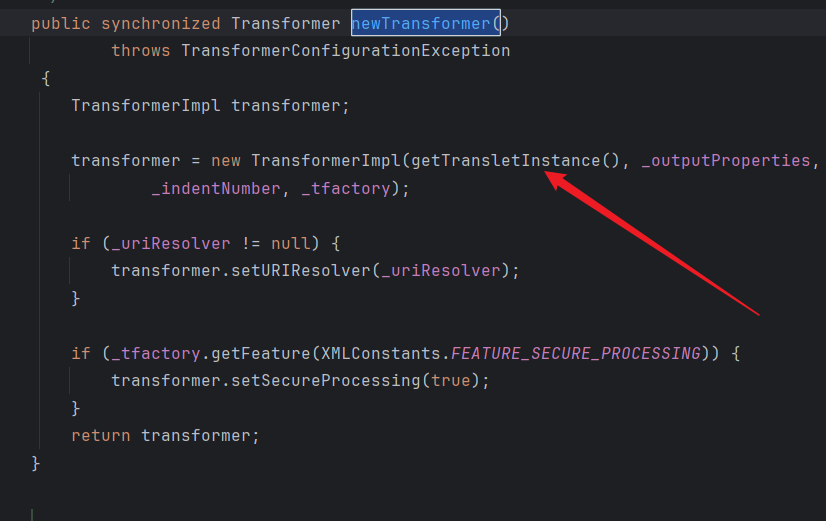 public synchronized Transformer newTransformer()
throws TransformerConfigurationException
{
TransformerImpl transformer;
transformer = new TransformerImpl(getTransletInstance(), _outputProperties,
_indentNumber, _tfactory);
if (_uriResolver != null) {
transformer.setURIResolver(_uriResolver);
}
if (_tfactory.getFeature(XMLConstants.FEATURE_SECURE_PROCESSING)) {
transformer.setSecureProcessing(true);
}
return transformer;
}